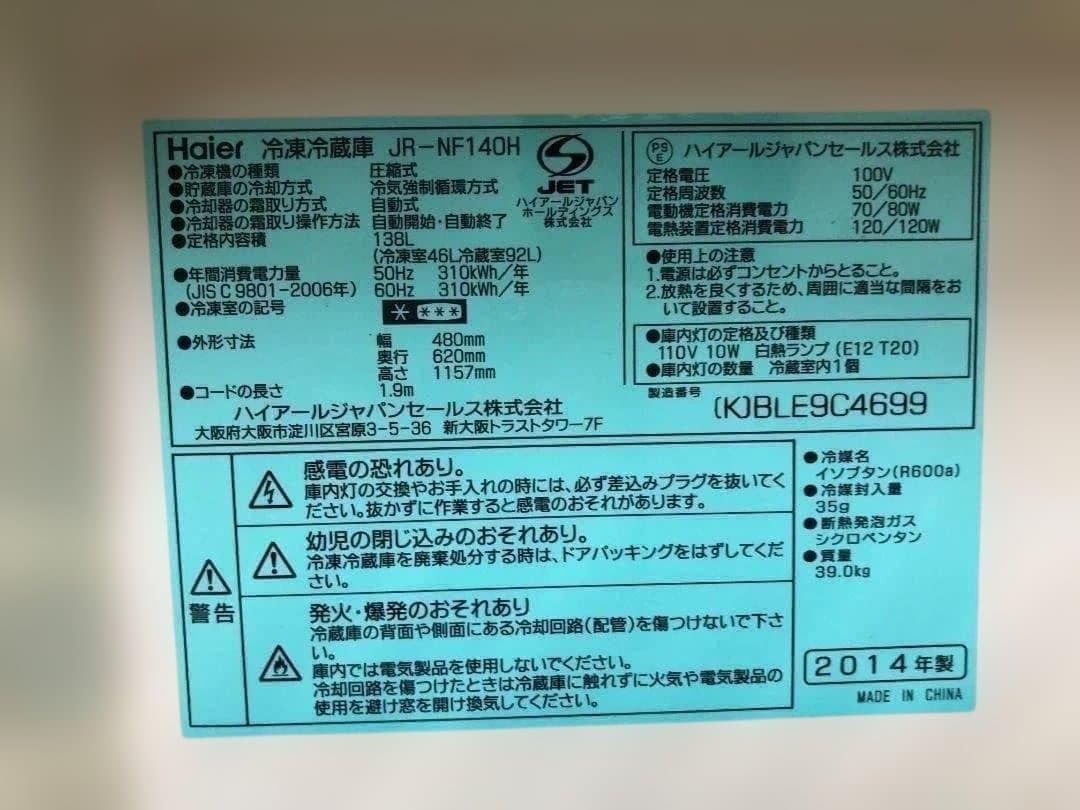 Haier 冷凍冷蔵庫 JR-NF140H
●冷凍機の種類 圧縮式
●貯蔵庫の冷却方式 冷気強制循環方式
●冷却器の霜取り方式 自動式
●冷却器の霜取り操作方法 自動開始・自動終了
●定格内容積 138L
(冷凍室46L冷蔵室92L)
●年間消費電力量 50Hz 310kWh/年
(JIS C 9801-2006年) 60Hz 310kWh/年
●冷凍室の記号 * ***
●外形寸法 幅 480mm
奥行 620mm
高さ 1157mm
●コードの長さ 1.9m
ハイアールジャパンセールス株式会社
大阪府大阪市淀川区宮原3-5-36 新大阪トラストタワー7F
JET
ハイアールジャパン
ホールディングス
株式会社
PSE ハイアールジャパンセールス株式会社
定格電圧 100V
定格周波数 50/60Hz
電動機定格消費電力 70/80W
電熱装置定格消費電力 120/120W
●使用上の注意
1.電源は必ずコンセントからとること。
2.放熱を良くするため、周囲に適当な間隔をお
いて設置すること。
●庫内灯の定格及び種類
110V 10W 白熱ランプ(E12 T20)
●庫内灯の数量 冷蔵室内1個
製造番号
(K)BLE9C4699
警告
感電の恐れあり。
庫内灯の交換やお手入れの時には、必ず差込みプラグを抜いてく
ださい。抜かずに作業すると感電のおそれがあります。
幼児の閉じ込みのおそれあり。
冷凍冷蔵庫を廃棄処分する時は、ドアパッキングをはずしてくだ
さい。
発火・爆発のおそれあり
冷蔵庫の背面や側面にある冷却回路(配管)を傷つけないで下さ
い。
庫内では電気製品を使用しないでください。
冷却回路を傷つけたときは冷蔵庫に触れずに火気や電気製品の
使用を避け窓を開け換気してください。
●冷媒名
イソブタン(R600a)
●冷媒封入量
35g
●断熱発泡ガス
シクロペンタン
●質量
39.0kg
2014年製
MADE IN CHINA